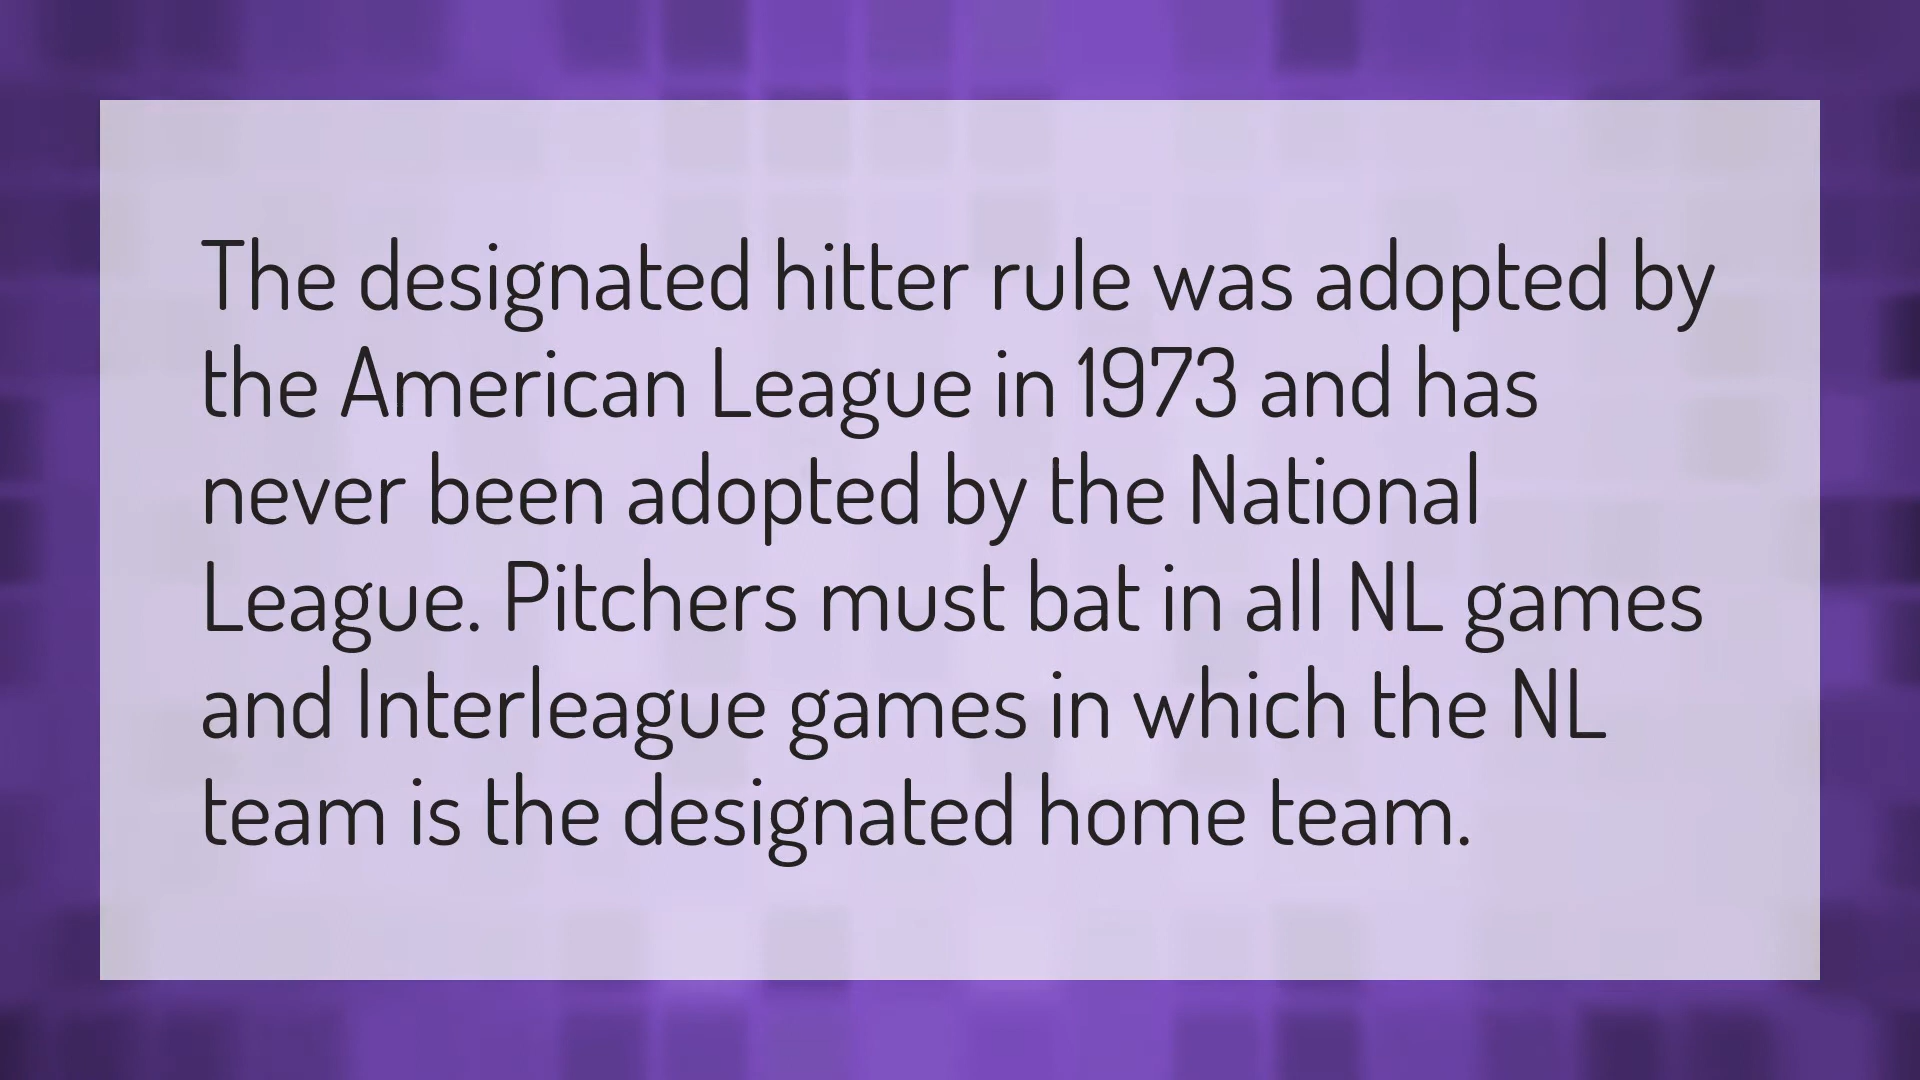 The designated hitter rule was adopted by
the American League in 1973 and has
never been adopted by the National
League. Pitchers must bat in all NL games
and Interleague games in which the NL
team is the designated home team.